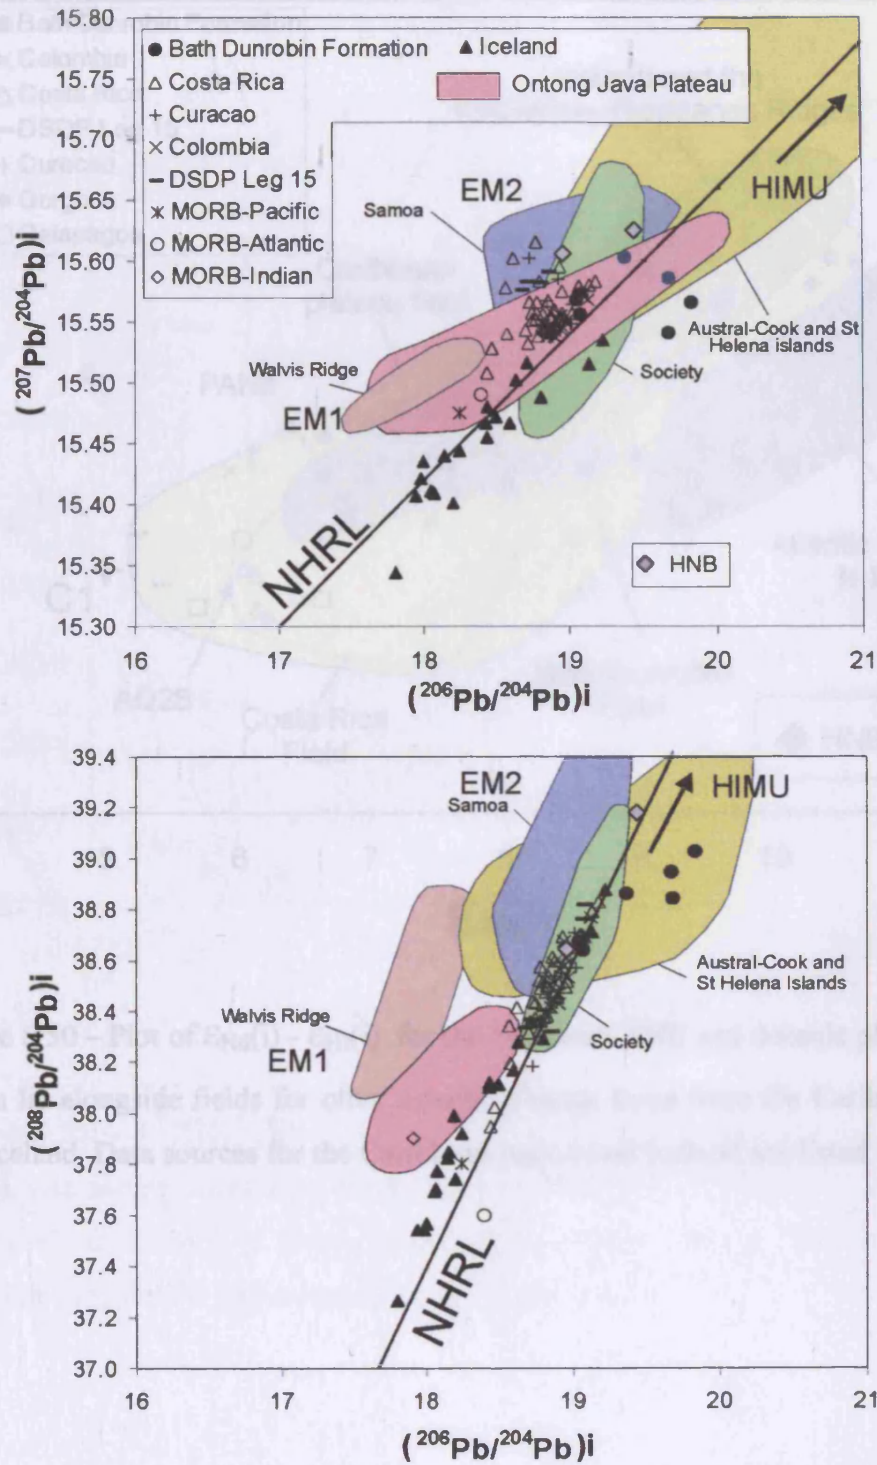 15.80
15.75
15.70
15.65
15.60
15.55
15.50
15.45
15.40
15.35
15.30
(207Pb/204Pb)i
Bath Dunrobin Formation
Iceland
Costa Rica
Ontong Java Plateau
Curacao
Colombia
DSDP Leg 15
MORB-Pacific
MORB-Atlantic
MORB-Indian
EM2
Samoa
HIMU
Walvis Ridge
EM1
Austral-Cook and St
Helena islands
Society
NHRL
HNB
16 17 18 19 20 21
(206Pb/204Pb)i
39.4
39.2
39.0
38.8
38.6
38.4
38.2
38.0
37.8
37.6
37.4
37.2
37.0
(208Pb/204Pb)i
EM2
Samoa
HIMU
Walvis Ridge
EM1
Austral-Cook and
St Helena Islands
Society
NHRL
16 17 18 19 20 21
(206Pb/204Pb)i